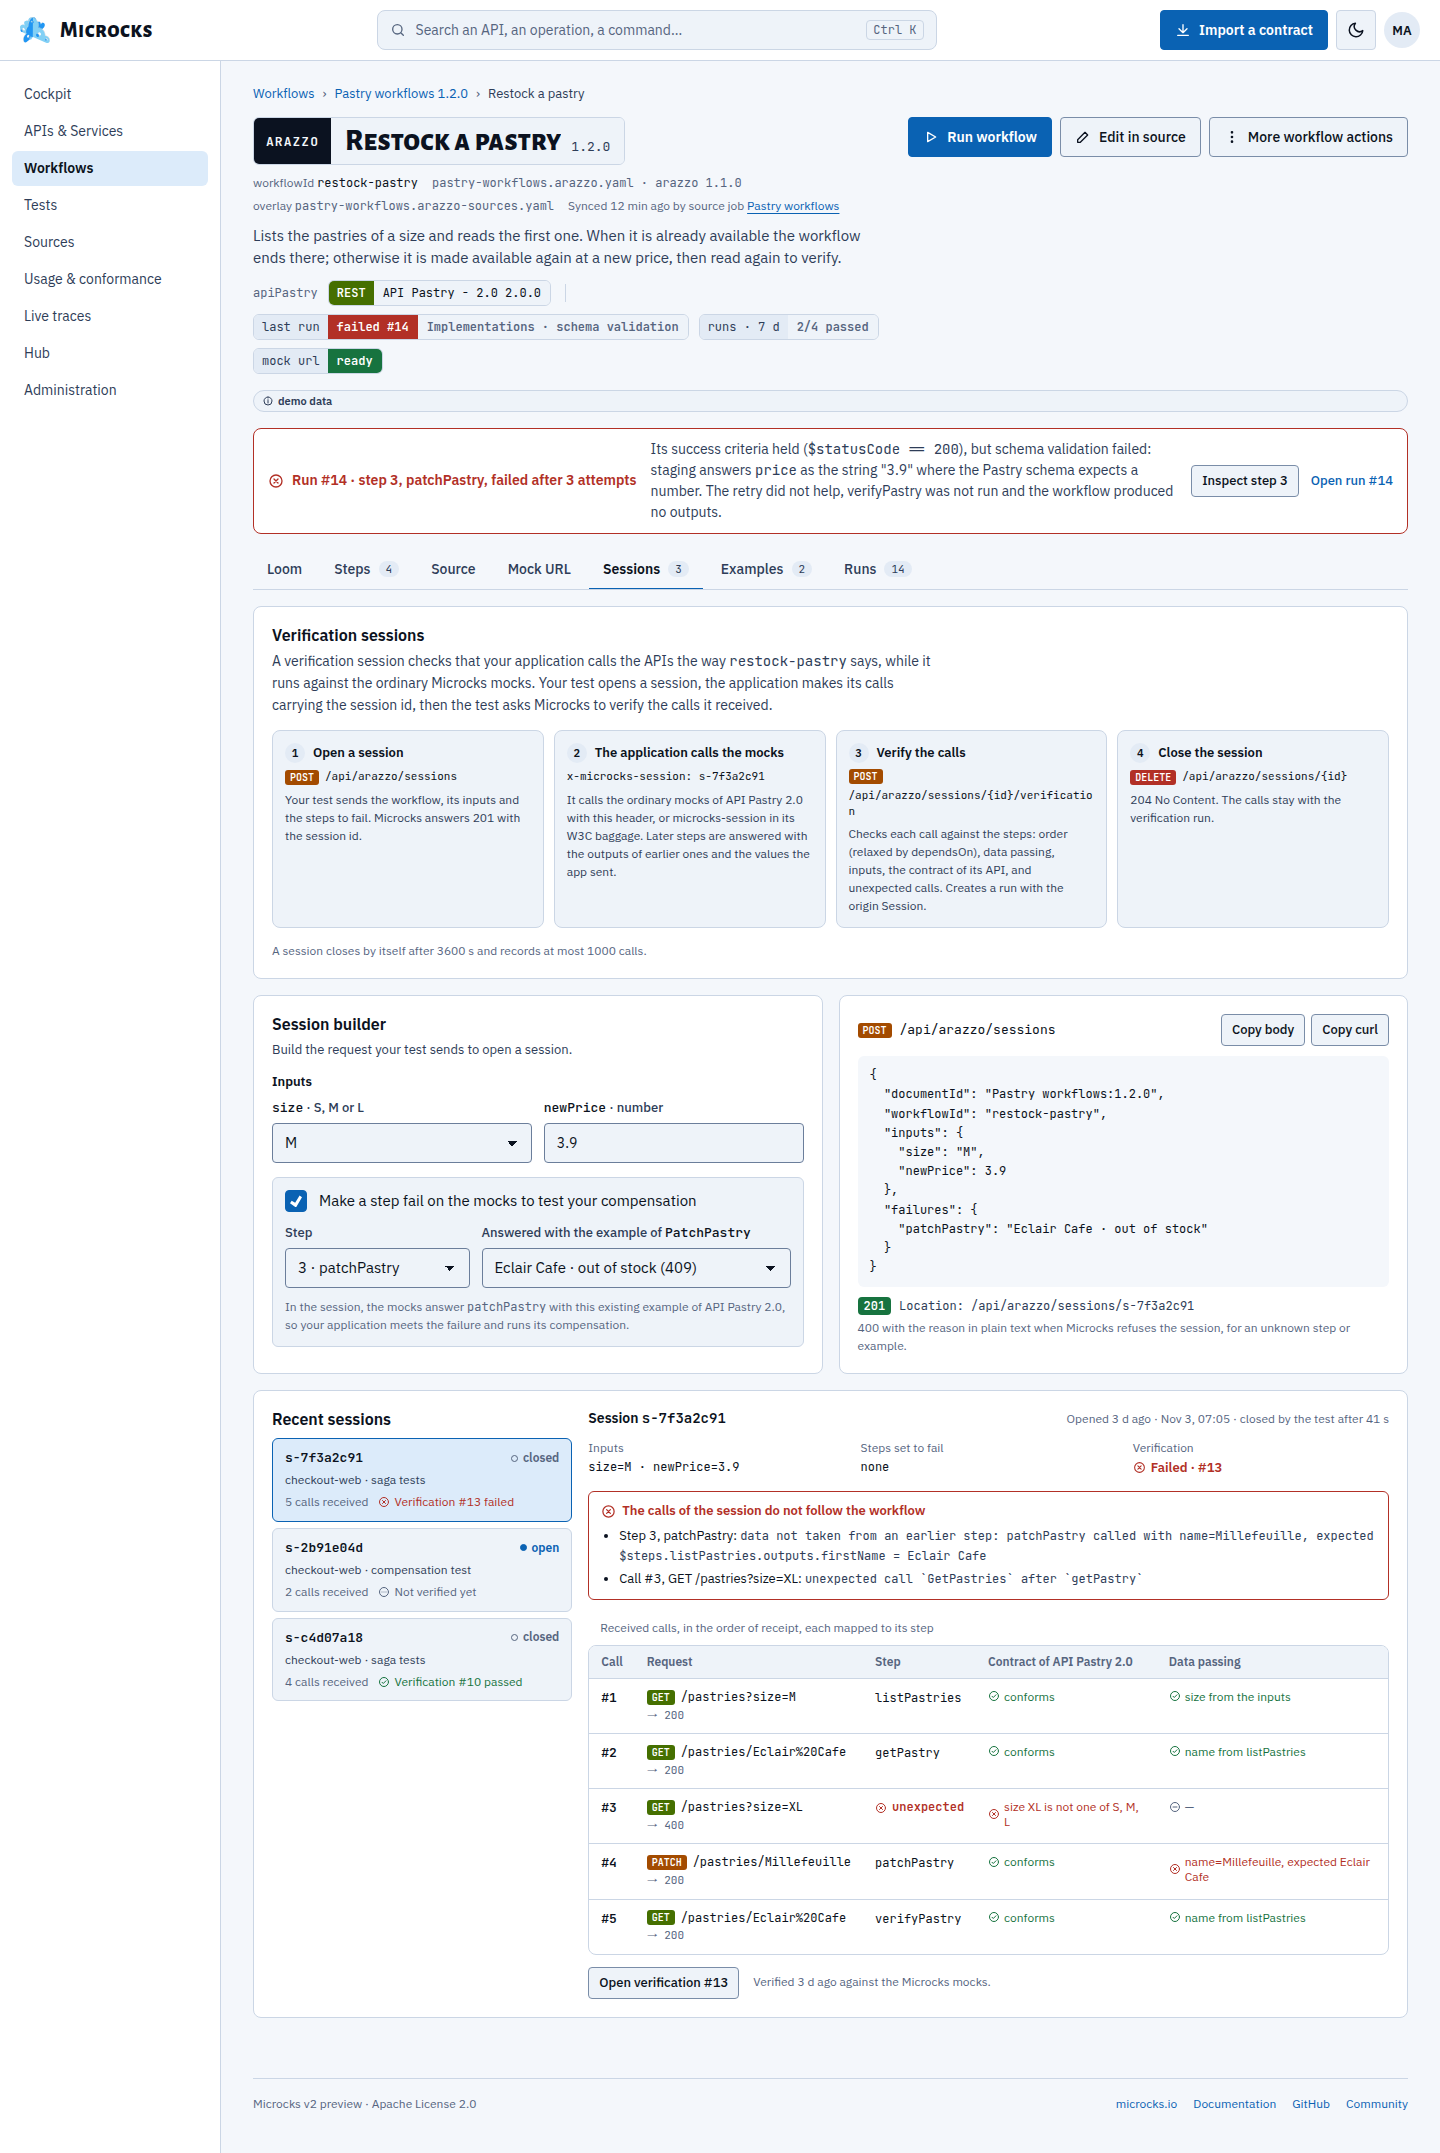 Microcks
Search an API, an operation, a command...
Ctrl K
Import a contract
MA
Cockpit
APIs & Services
Workflows
Tests
Sources
Usage & conformance
Live traces
Hub
Administration
Workflows › Pastry workflows 1.2.0 › Restock a pastry
ARAZZO Restock a pastry 1.2.0
Run workflow
Edit in source
More workflow actions
workflowId restock-pastry pastry-workflows.arazzo.yaml · arazzo 1.1.0
overlay pastry-workflows.arazzo-sources.yaml Synced 12 min ago by source job Pastry workflows
Lists the pastries of a size and reads the first one. When it is already available the workflow
ends there; otherwise it is made available again at a new price, then read again to verify.
apiPastry REST API Pastry - 2.0 2.0.0
last run failed #14 Implementations · schema validation runs · 7 d 2/4 passed
mock url ready
demo data
Run #14 · step 3, patchPastry, failed after 3 attempts
Its success criteria held ($statusCode == 200), but schema validation failed:
staging answers price as the string "3.9" where the Pastry schema expects a
number. The retry did not help, verifyPastry was not run and the workflow produced
no outputs.
Inspect step 3
Open run #14
Loom
Steps 4
Source
Mock URL
Sessions 3
Examples 2
Runs 14
Verification sessions
A verification session checks that your application calls the APIs the way restock-pastry says, while it
runs against the ordinary Microcks mocks. Your test opens a session, the application makes its calls
carrying the session id, then the test asks Microcks to verify the calls it received.
1 Open a session
POST /api/arazzo/sessions
Your test sends the workflow, its inputs and
the steps to fail. Microcks answers 201 with
the session id.
2 The application calls the mocks
x-microcks-session: s-7f3a2c91
It calls the ordinary mocks of API Pastry 2.0
with this header, or microcks-session in its
W3C baggage. Later steps are answered with
the outputs of earlier ones and the values the
app sent.
3 Verify the calls
POST
/api/arazzo/sessions/{id}/verificatio
n
Checks each call against the steps: order
(relaxed by dependsOn), data passing,
inputs, the contract of its API, and
unexpected calls. Creates a run with the
origin Session.
4 Close the session
DELETE /api/arazzo/sessions/{id}
204 No Content. The calls stay with the
verification run.
A session closes by itself after 3600 s and records at most 1000 calls.
Session builder
Build the request your test sends to open a session.
Inputs
size · S, M or L
newPrice · number
M
3.9
Make a step fail on the mocks to test your compensation
Step
Answered with the example of PatchPastry
3 · patchPastry
Eclair Cafe · out of stock (409)
In the session, the mocks answer patchPastry with this existing example of API Pastry 2.0,
so your application meets the failure and runs its compensation.
POST /api/arazzo/sessions
Copy body
Copy curl
{
"documentId": "Pastry workflows:1.2.0",
"workflowId": "restock-pastry",
"inputs": {
"size": "M",
"newPrice": 3.9
},
"failures": {
"patchPastry": "Eclair Cafe · out of stock"
}
}
201 Location: /api/arazzo/sessions/s-7f3a2c91
400 with the reason in plain text when Microcks refuses the session, for an unknown step or
example.
Recent sessions
s-7f3a2c91 closed
checkout-web · saga tests
5 calls received Verification #13 failed
s-2b91e04d open
checkout-web · compensation test
2 calls received Not verified yet
s-c4d07a18 closed
checkout-web · saga tests
4 calls received Verification #10 passed
Session s-7f3a2c91
Opened 3 d ago · Nov 3, 07:05 · closed by the test after 41 s
Inputs
size=M · newPrice=3.9
Steps set to fail
none
Verification
Failed · #13
The calls of the session do not follow the workflow
• Step 3, patchPastry: data not taken from an earlier step: patchPastry called with name=Millefeuille, expected
$steps.listPastries.outputs.firstName = Eclair Cafe
• Call #3, GET /pastries?size=XL: unexpected call `GetPastries` after `getPastry`
Received calls, in the order of receipt, each mapped to its step
Call Request Step Contract of API Pastry 2.0 Data passing
#1 GET /pastries?size=M listPastries conforms size from the inputs
→ 200
#2 GET /pastries/Eclair%20Cafe getPastry conforms name from listPastries
→ 200
#3 GET /pastries?size=XL unexpected size XL is not one of S, M, —
L
→ 400
#4 PATCH /pastries/Millefeuille patchPastry conforms name=Millefeuille, expected Eclair
Cafe
→ 200
#5 GET /pastries/Eclair%20Cafe verifyPastry conforms name from listPastries
→ 200
Open verification #13
Verified 3 d ago against the Microcks mocks.
Microcks v2 preview · Apache License 2.0
microcks.io
Documentation
GitHub
Community